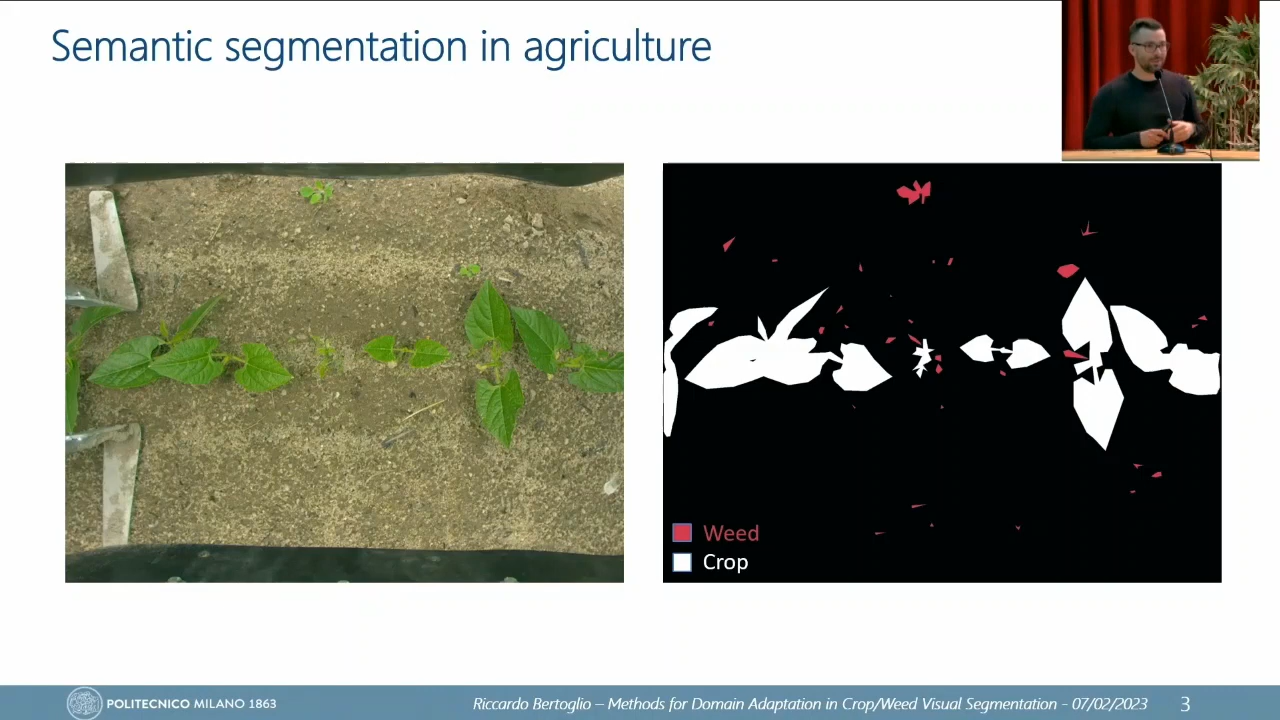 Semantic segmentation in agriculture
Weed
Crop
POLITECNICO MILANO 1863
Riccardo Bertoglio – Methods for Domain Adaptation in Crop/Weed Visual Segmentation - 07/02/2023
3